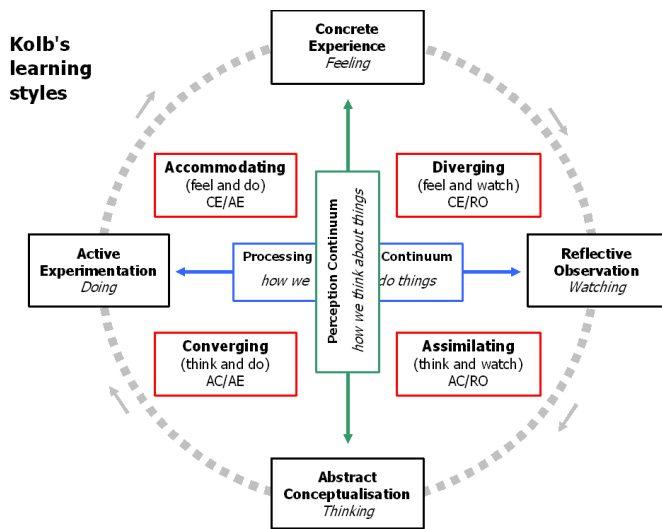 Kolb's
learning
styles
Concrete
Experience
Feeling
Accommodating
(feel and do)
CE/AE
Diverging
(feel and watch)
CE/RO
Active
Experimentation
Doing
Processing
how we
Perception Continuum
how we think about things
Continuum
do things
Reflective
Observation
Watching
Converging
(think and do)
AC/AE
Assimilating
(think and watch)
AC/RO
Abstract
Conceptualisation
Thinking